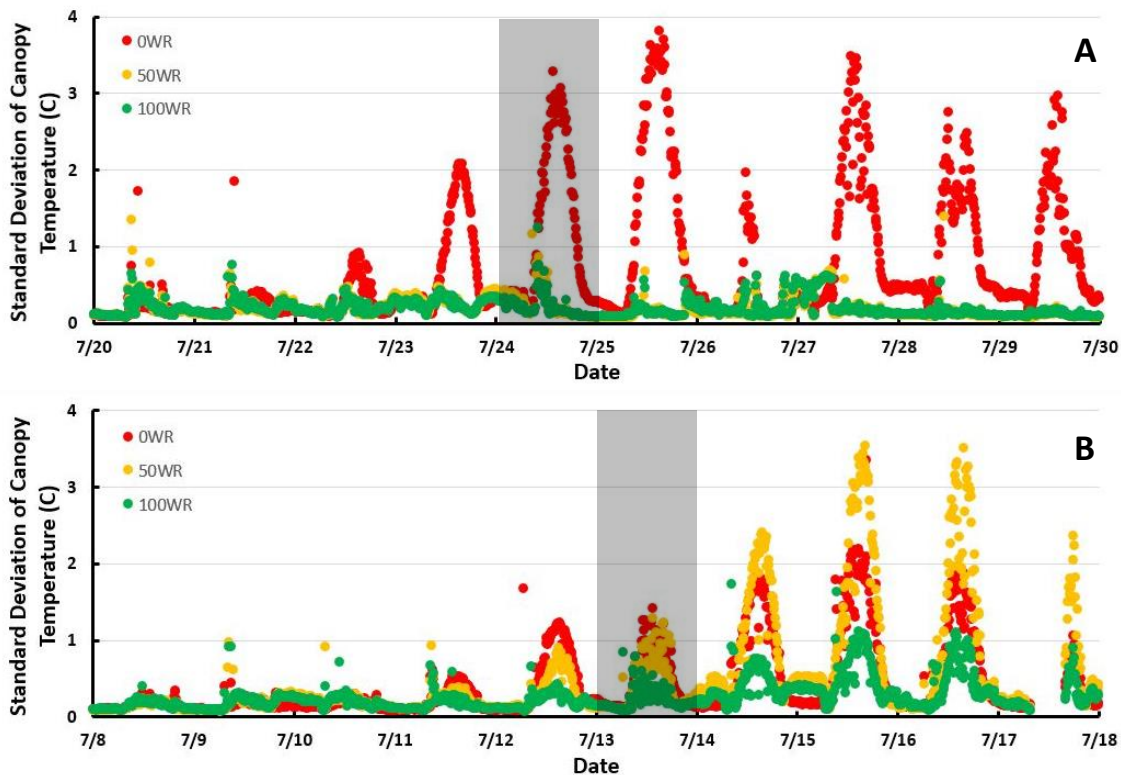 4
3
2
1
0
Standard Deviation of Canopy
Temperature (C)
0WR
50WR
100WR
A
7/20 7/21 7/22 7/23 7/24 7/25 7/26 7/27 7/28 7/29 7/30
Date
4
3
2
1
0
Standard Deviation of Canopy
Temperature (C)
0WR
50WR
100WR
B
7/8 7/9 7/10 7/11 7/12 7/13 7/14 7/15 7/16 7/17 7/18
Date